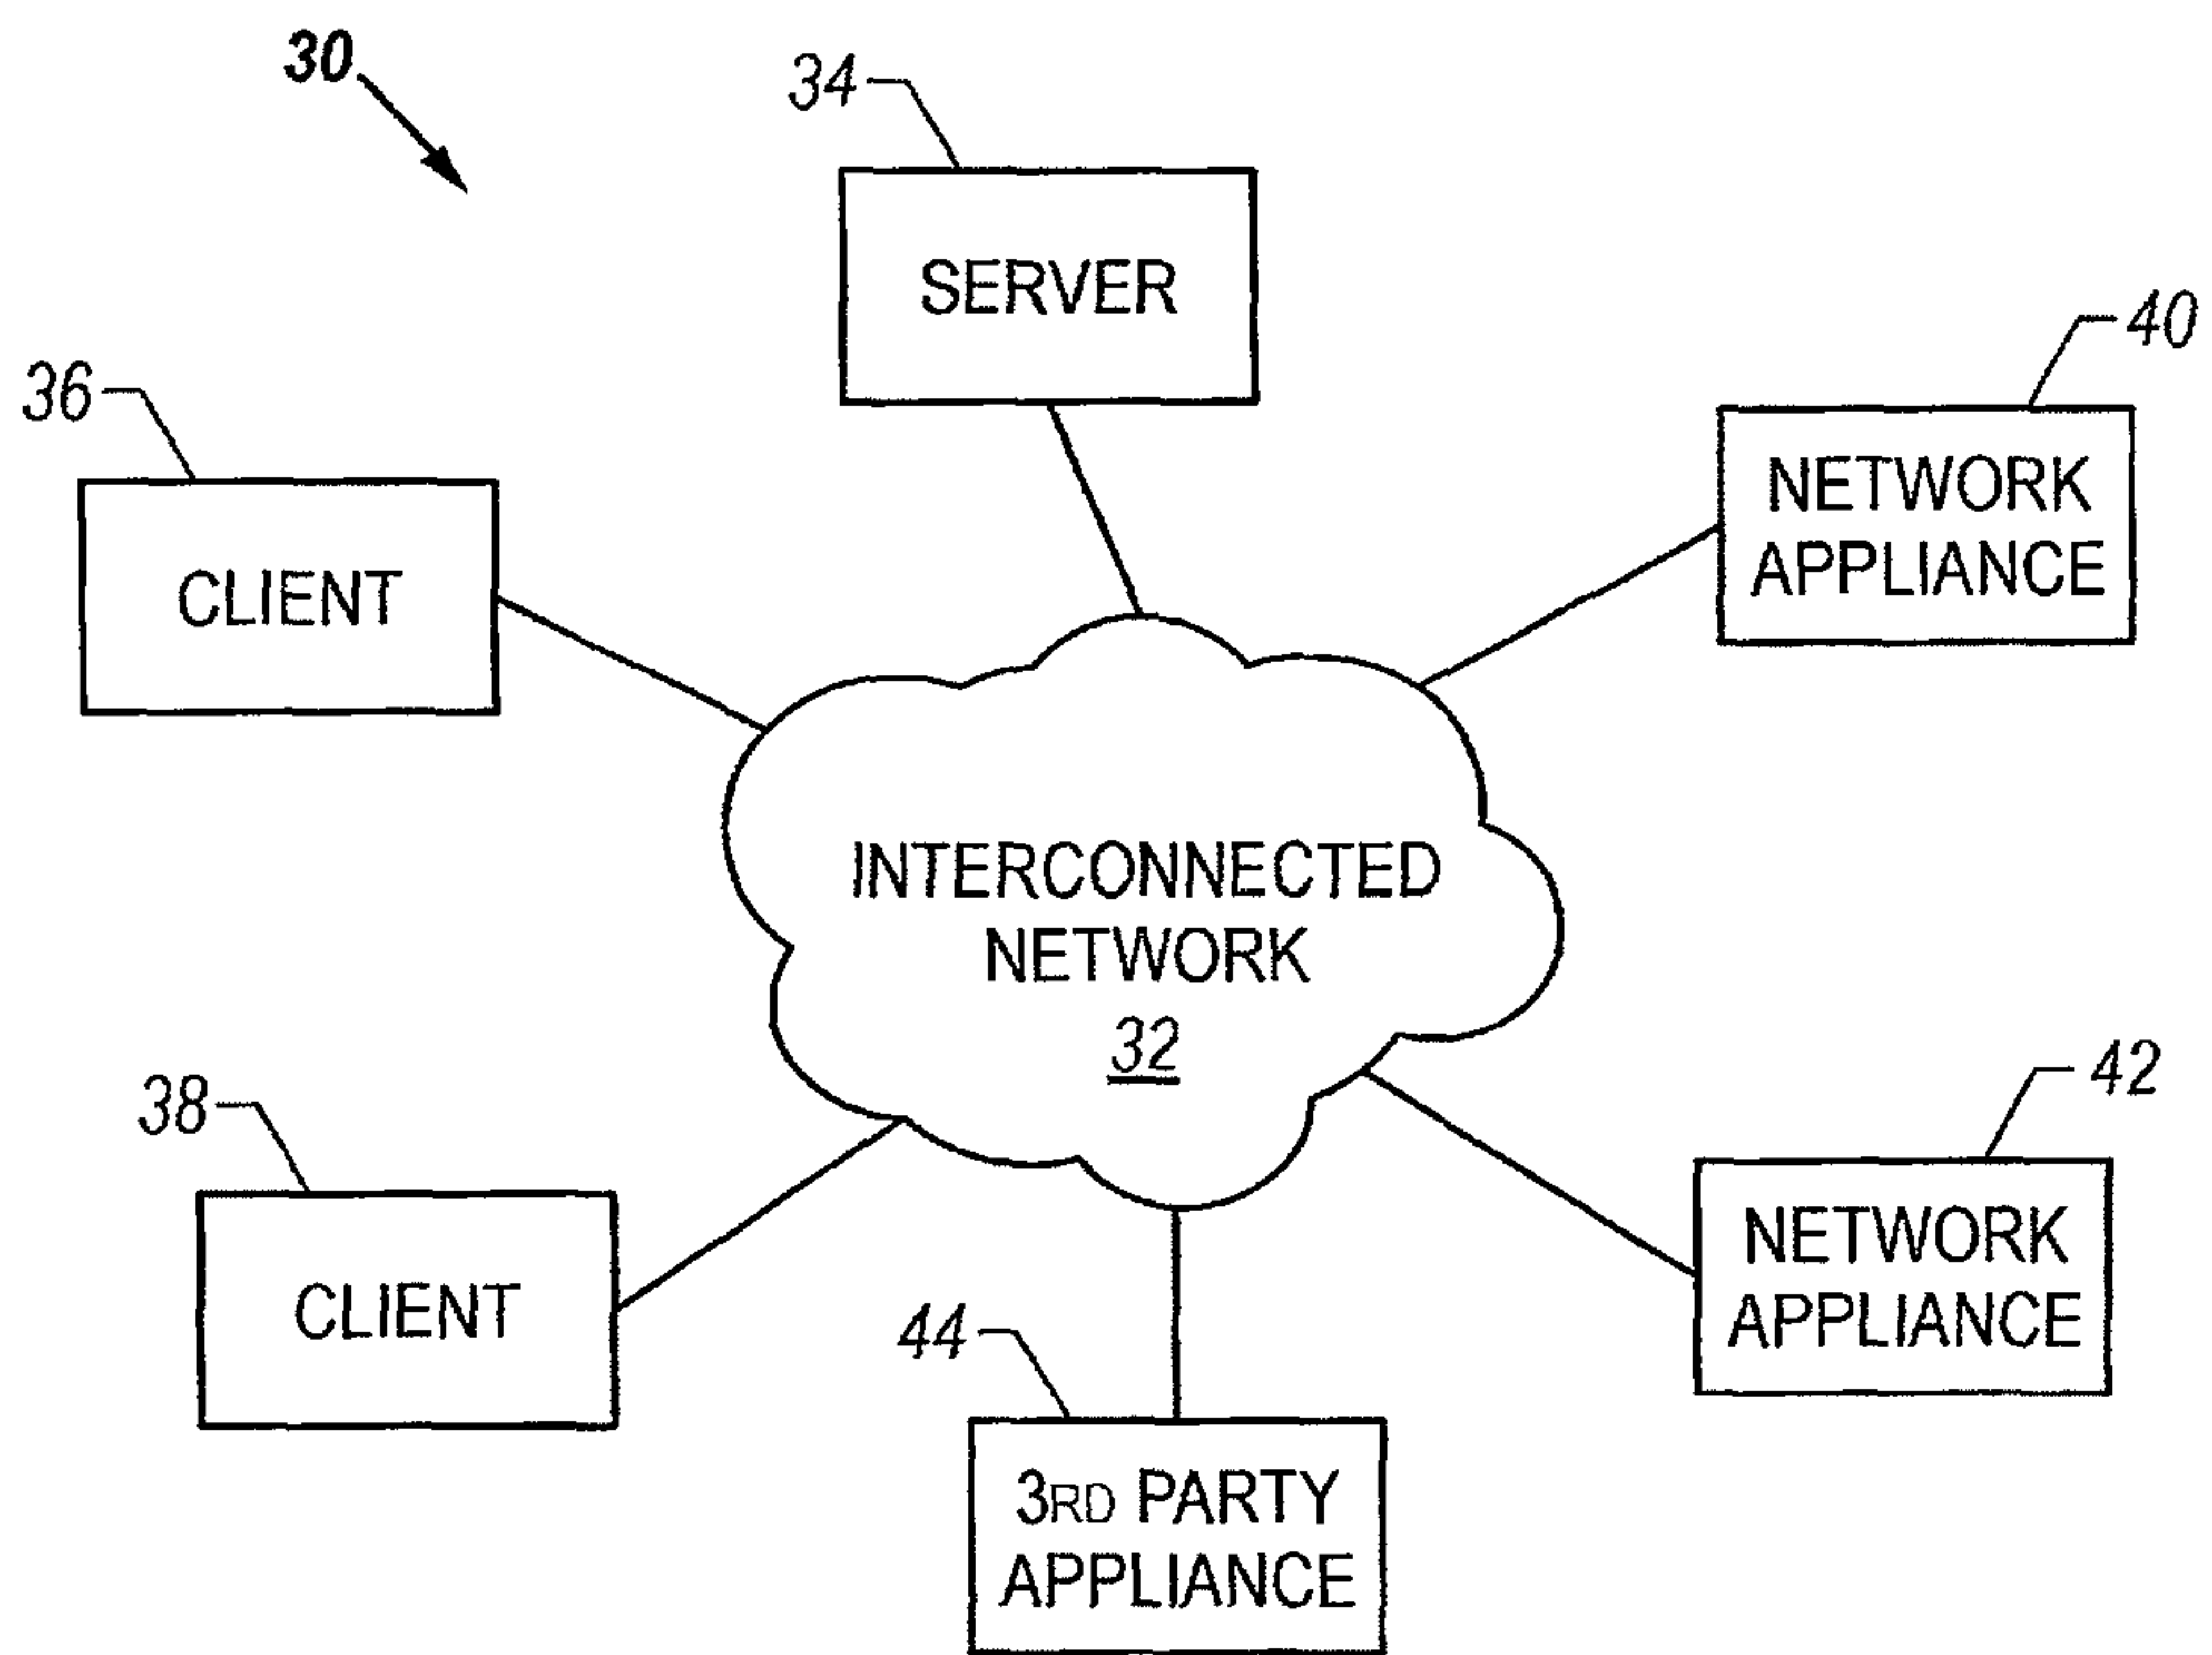 30
34
SERVER
40
NETWORK
APPLIANCE
36
CLIENT
INTERCONNECTED
NETWORK
32
38
CLIENT
42
NETWORK
APPLIANCE
44
3RD PARTY
APPLIANCE